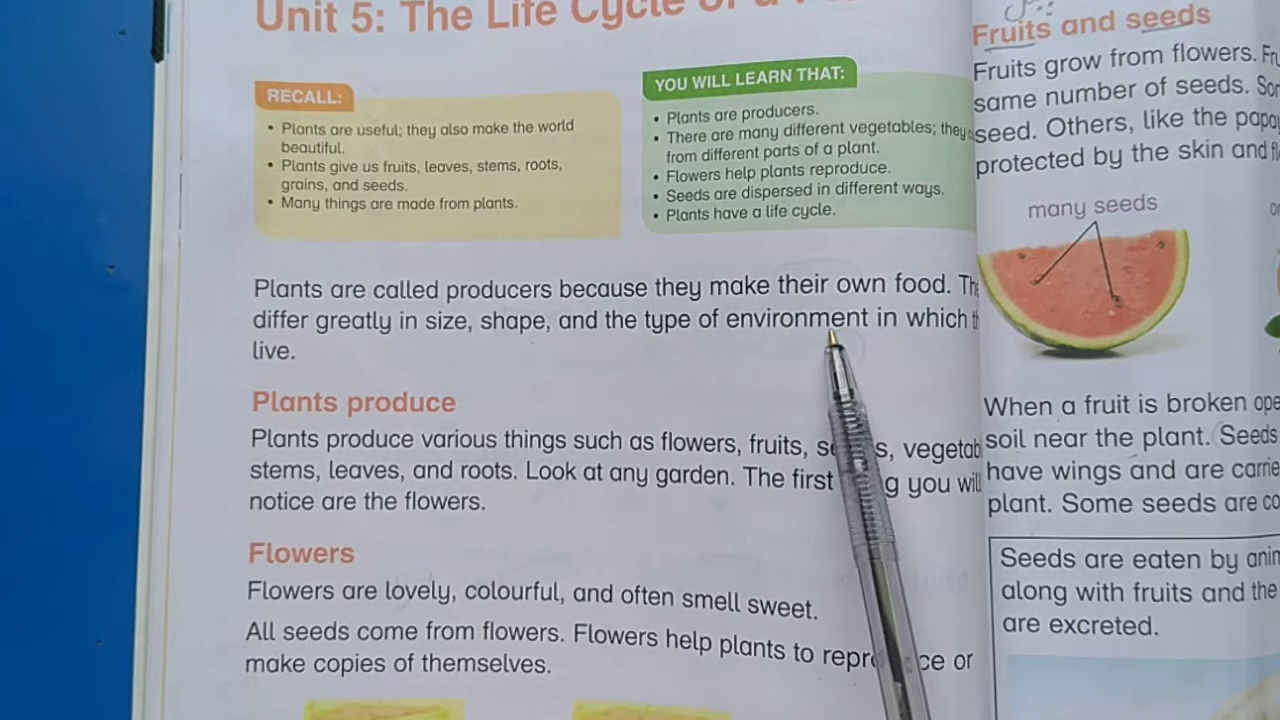 Unit 5: The Life Cycle of a
RECALL:
• Plants are useful; they also make the world
beautiful.
• Plants give us fruits, leaves, stems, roots,
grains, and seeds.
• Many things are made from plants.
YOU WILL LEARN THAT:
• Plants are producers.
• There are many different vegetables; they
from different parts of a plant.
• Flowers help plants reproduce.
• Seeds are dispersed in different ways.
• Plants have a life cycle.
Plants are called producers because they make their own food.
differ greatly in size, shape, and the type of environment in which
live.
Plants produce
Plants produce various things such as flowers, fruits,
stems, leaves, and roots. Look at any garden. The first you will
notice are the flowers.
Flowers
Flowers are lovely, colourful, and often smell sweet.
All seeds come from flowers. Flowers help plants to or
make copies of themselves.
Fruits and seeds
Fruits grow from flowers.
same number of seeds.
seed. Others, like the
protected by the skin and
many seeds
When a fruit is broken
soil near the plant. Seeds
have wings and are
plant. Some seeds are
Seeds are eaten by
along with fruits and the
are excreted.